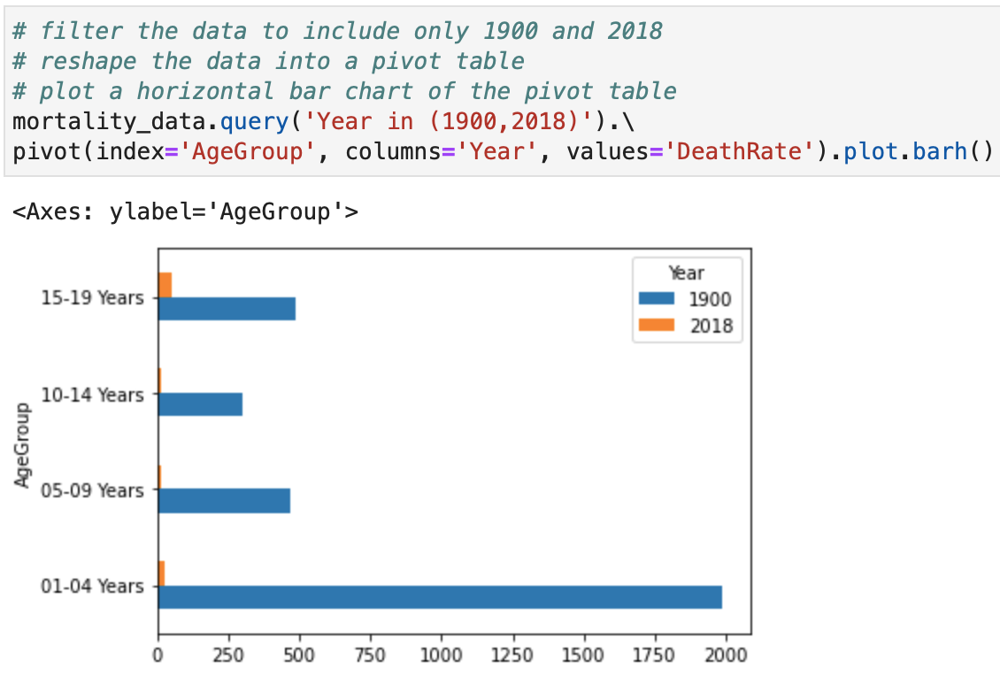 # filter the data to include only 1900 and 2018
# reshape the data into a pivot table
# plot a horizontal bar chart of the pivot table
mortality_data.query('Year in (1900,2018)').\
pivot(index='AgeGroup', columns='Year', values='DeathRate').plot.barh()
<Axes: ylabel='AgeGroup'>
Year
1900
2018
AgeGroup
15-19 Years
10-14 Years
05-09 Years
01-04 Years
0 250 500 750 1000 1250 1500 1750 2000